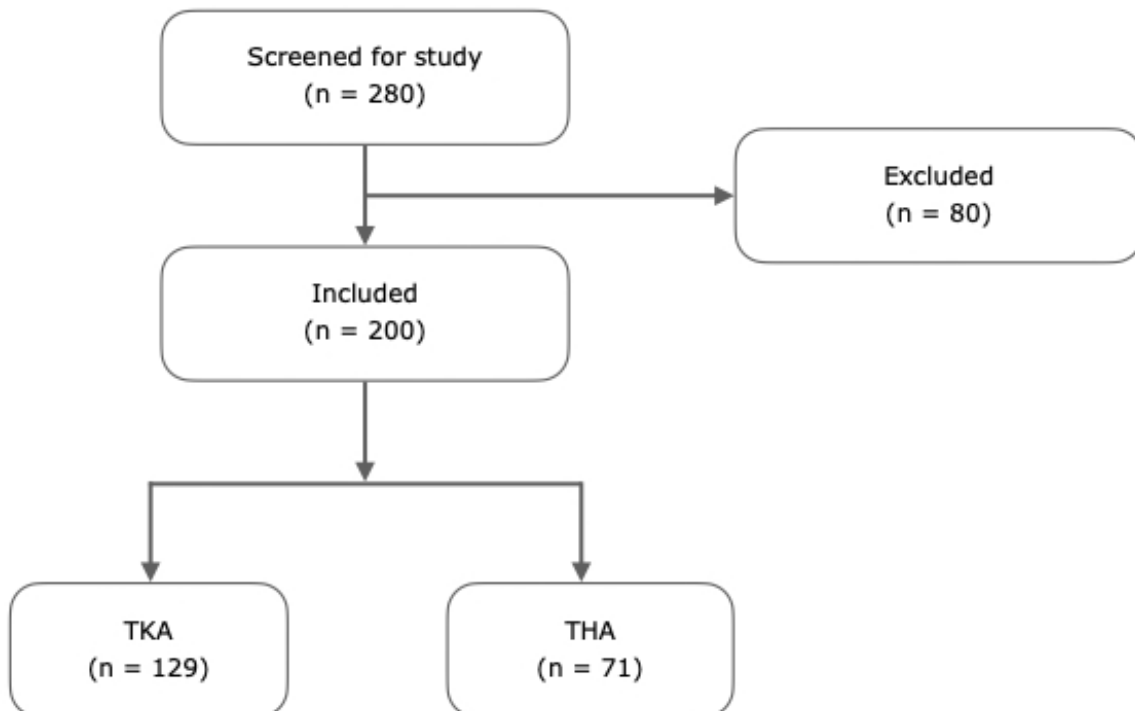 Screened for study
(n = 280)
Excluded
(n = 80)
Included
(n = 200)
TKA
(n = 129)
THA
(n = 71)